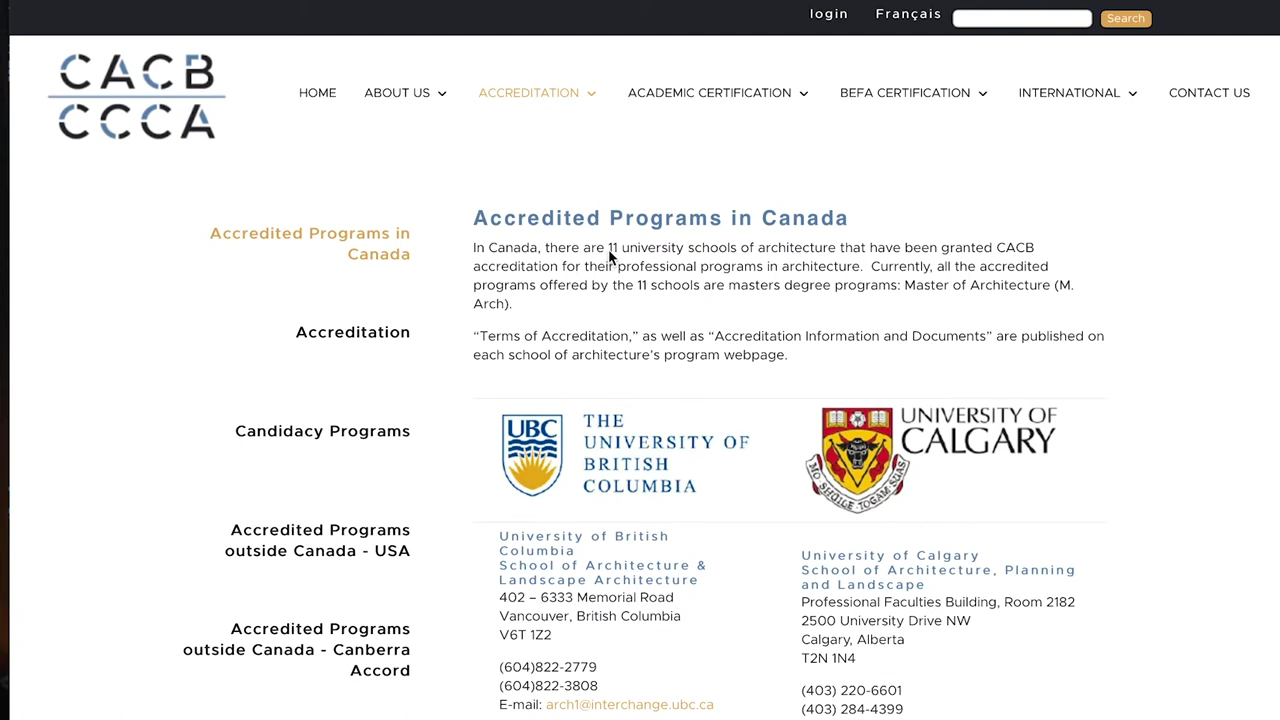 login Français Search
CACB
CCCA
HOME ABOUT US ACCREDITATION ACADEMIC CERTIFICATION BEFA CERTIFICATION INTERNATIONAL CONTACT US
Accredited Programs in
Canada
Accreditation
Candidacy Programs
Accredited Programs
outside Canada - USA
Accredited Programs
outside Canada - Canberra
Accord
Accredited Programs in Canada
In Canada, there are 11 university schools of architecture that have been granted CACB
accreditation for their professional programs in architecture.  Currently, all the accredited
programs offered by the 11 schools are masters degree programs: Master of Architecture (M.
Arch).
“Terms of Accreditation,” as well as “Accreditation Information and Documents” are published on
each school of architecture’s program webpage.
UBC
THE
UNIVERSITY OF
BRITISH
COLUMBIA
UNIVERSITY OF
CALGARY
MO SHÙILE TOGAM SUAS
University of British
Columbia
School of Architecture &
Landscape Architecture
402 – 6333 Memorial Road
Vancouver, British Columbia
V6T 1Z2
(604)822-2779
(604)822-3808
E-mail: arch1@interchange.ubc.ca
University of Calgary
School of Architecture, Planning
and Landscape
Professional Faculties Building, Room 2182
2500 University Drive NW
Calgary, Alberta
T2N 1N4
(403) 220-6601
(403) 284-4399